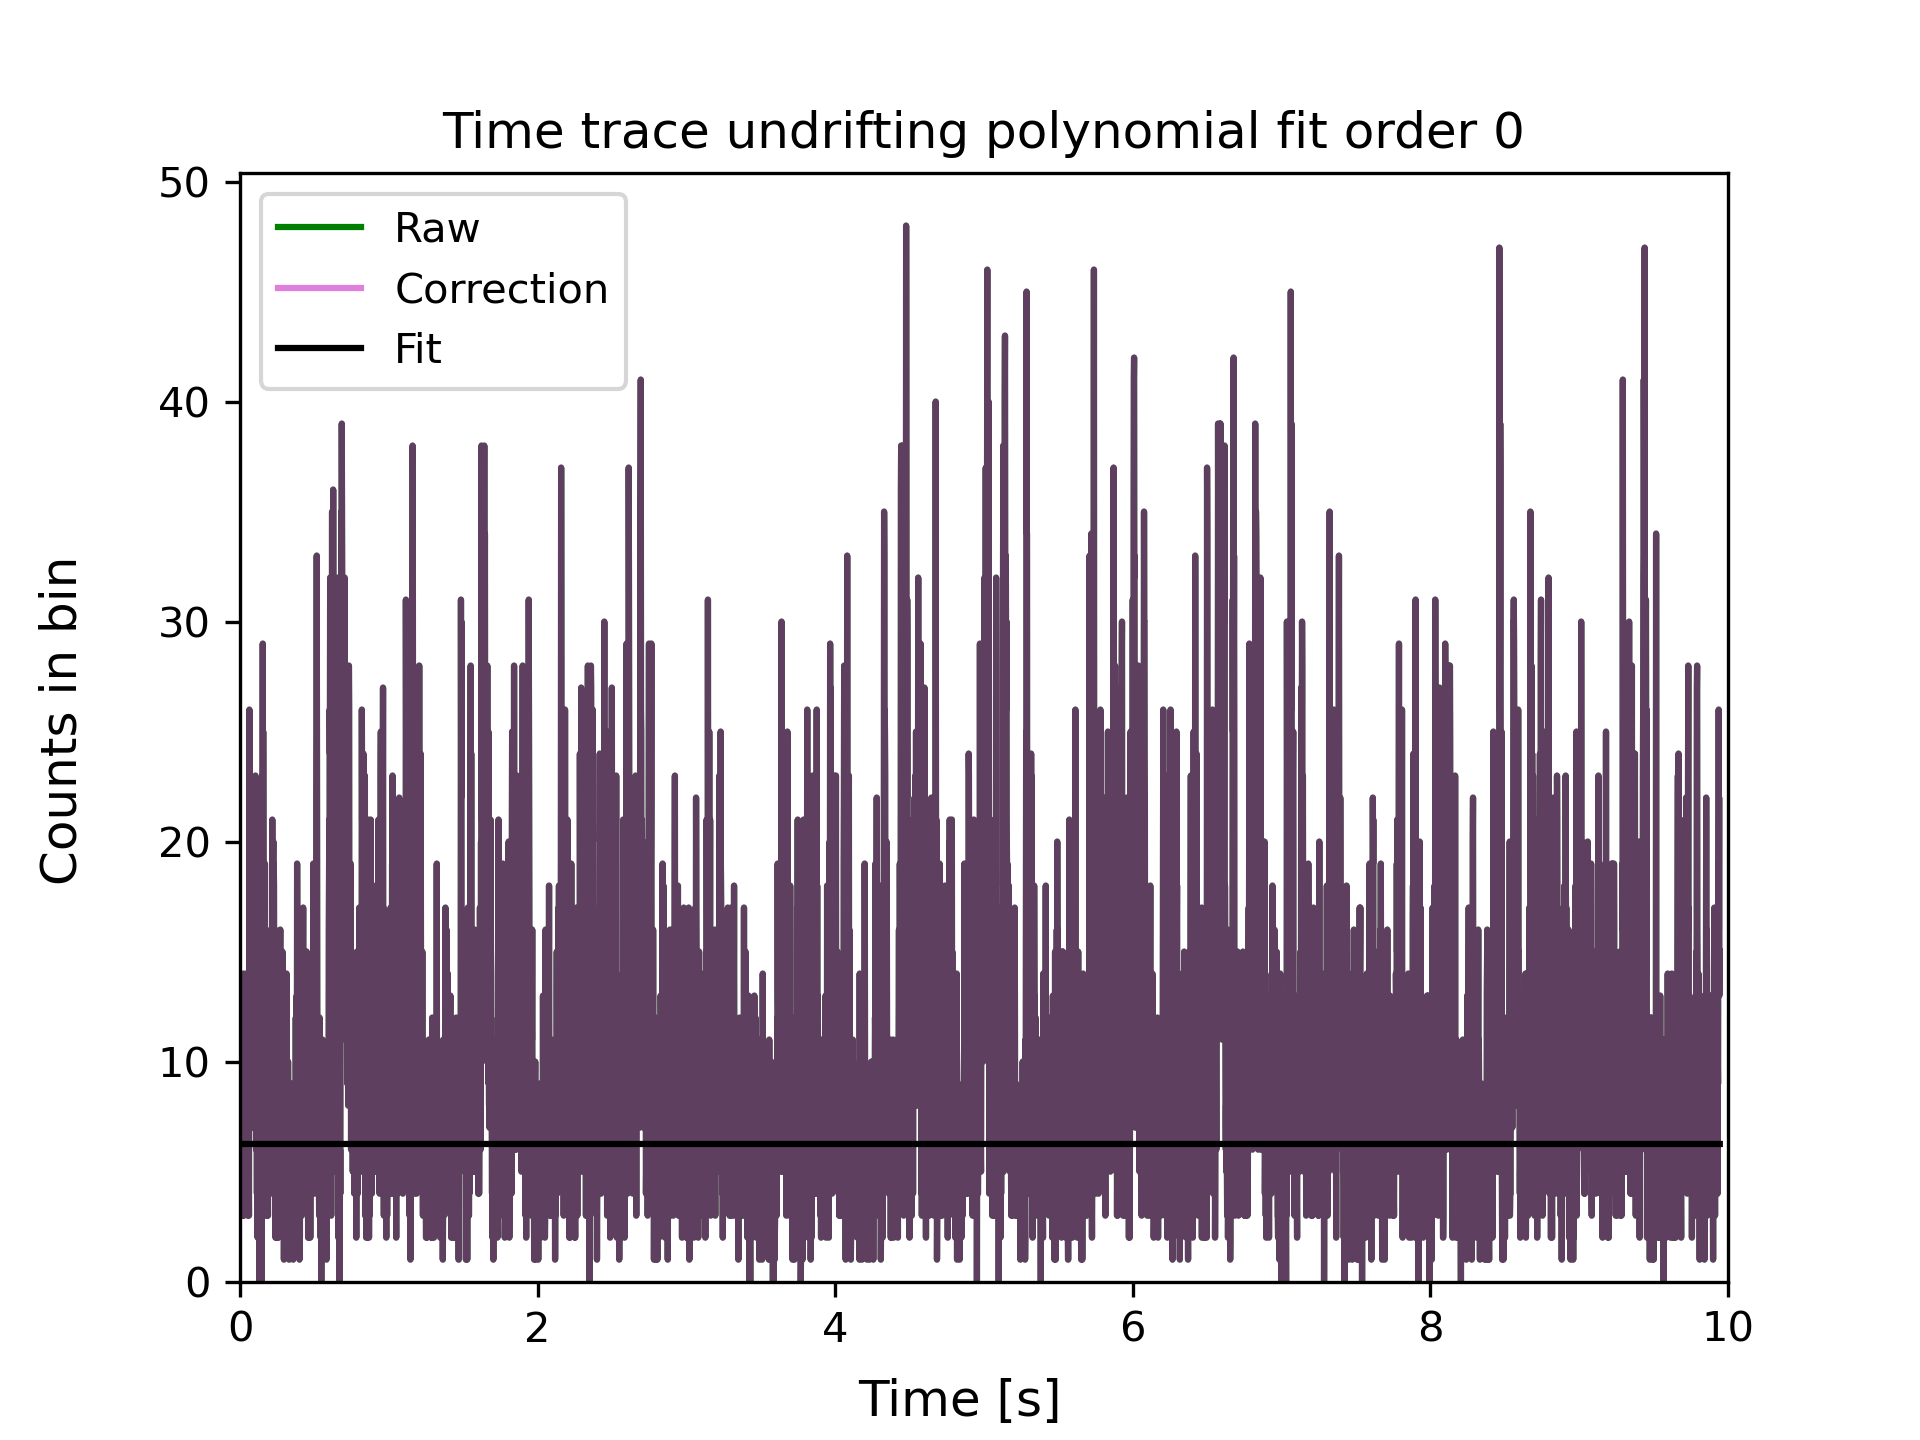 Time trace undrifting polynomial fit order 0
50
40
30
20
10
0
Counts in bin
Raw
Correction
Fit
0 2 4 6 8 10
Time [s]